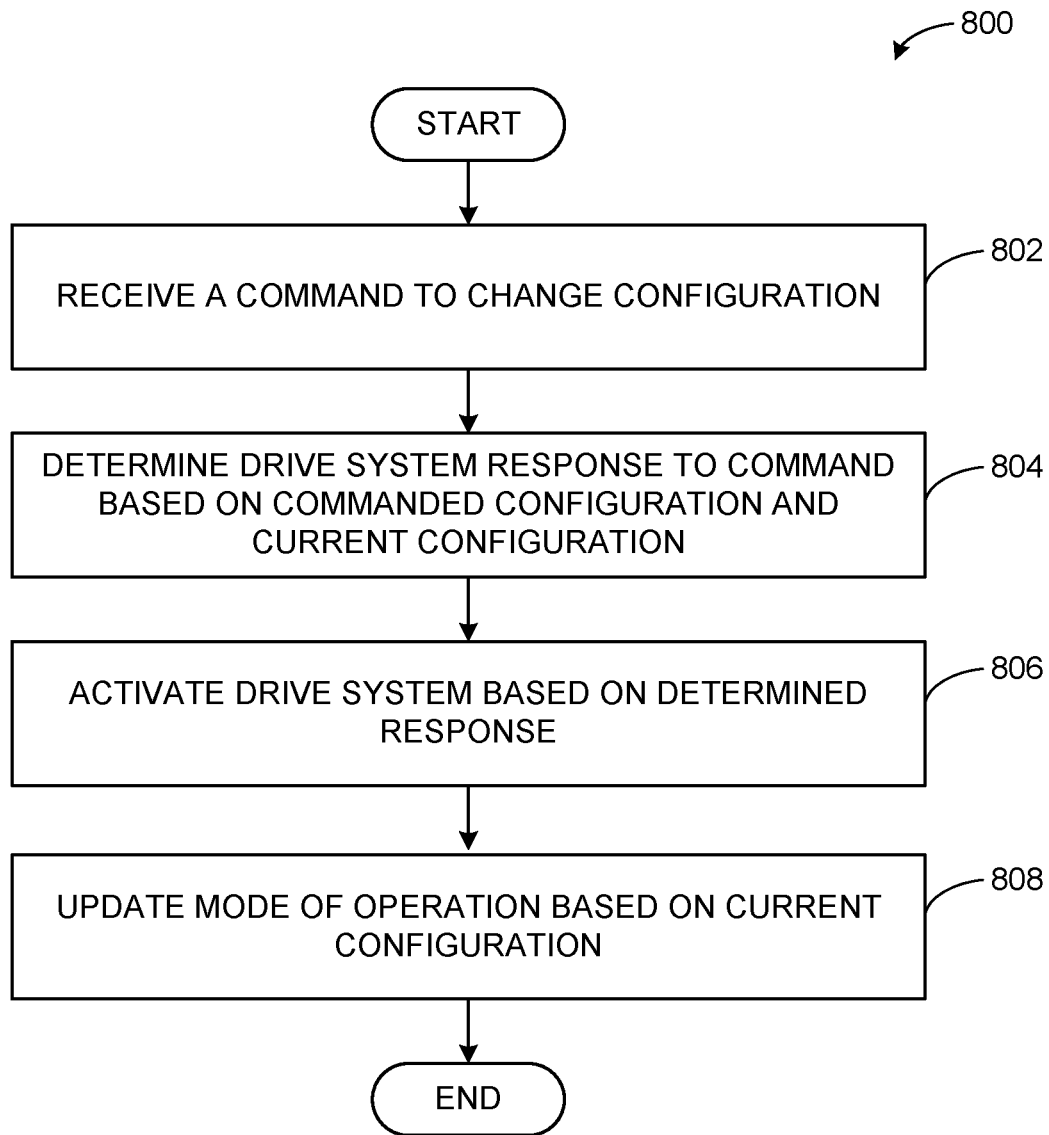 800
START
802
RECEIVE A COMMAND TO CHANGE CONFIGURATION
DETERMINE DRIVE SYSTEM RESPONSE TO COMMAND
BASED ON COMMANDED CONFIGURATION AND
CURRENT CONFIGURATION
804
ACTIVATE DRIVE SYSTEM BASED ON DETERMINED
RESPONSE
806
UPDATE MODE OF OPERATION BASED ON CURRENT
CONFIGURATION
808
END